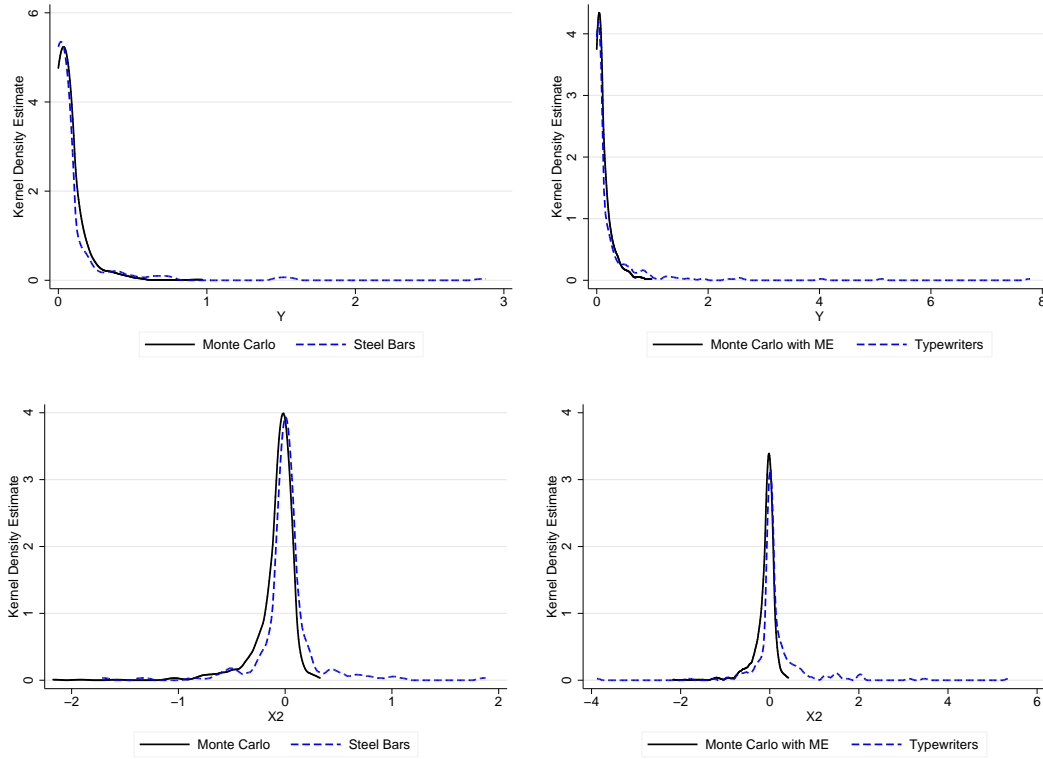 Kernel Density Estimate
6
4
2
0
0 1 2 3
Y
Monte Carlo Steel Bars
Kernel Density Estimate
4
3
2
1
0
0 2 4 6 8
Y
Monte Carlo with ME Typewriters
Kernel Density Estimate
4
3
2
1
0
−2 −1 0 1 2
X2
Monte Carlo Steel Bars
Kernel Density Estimate
4
3
2
1
0
−4 −2 0 2 4 6
X2
Monte Carlo with ME Typewriters